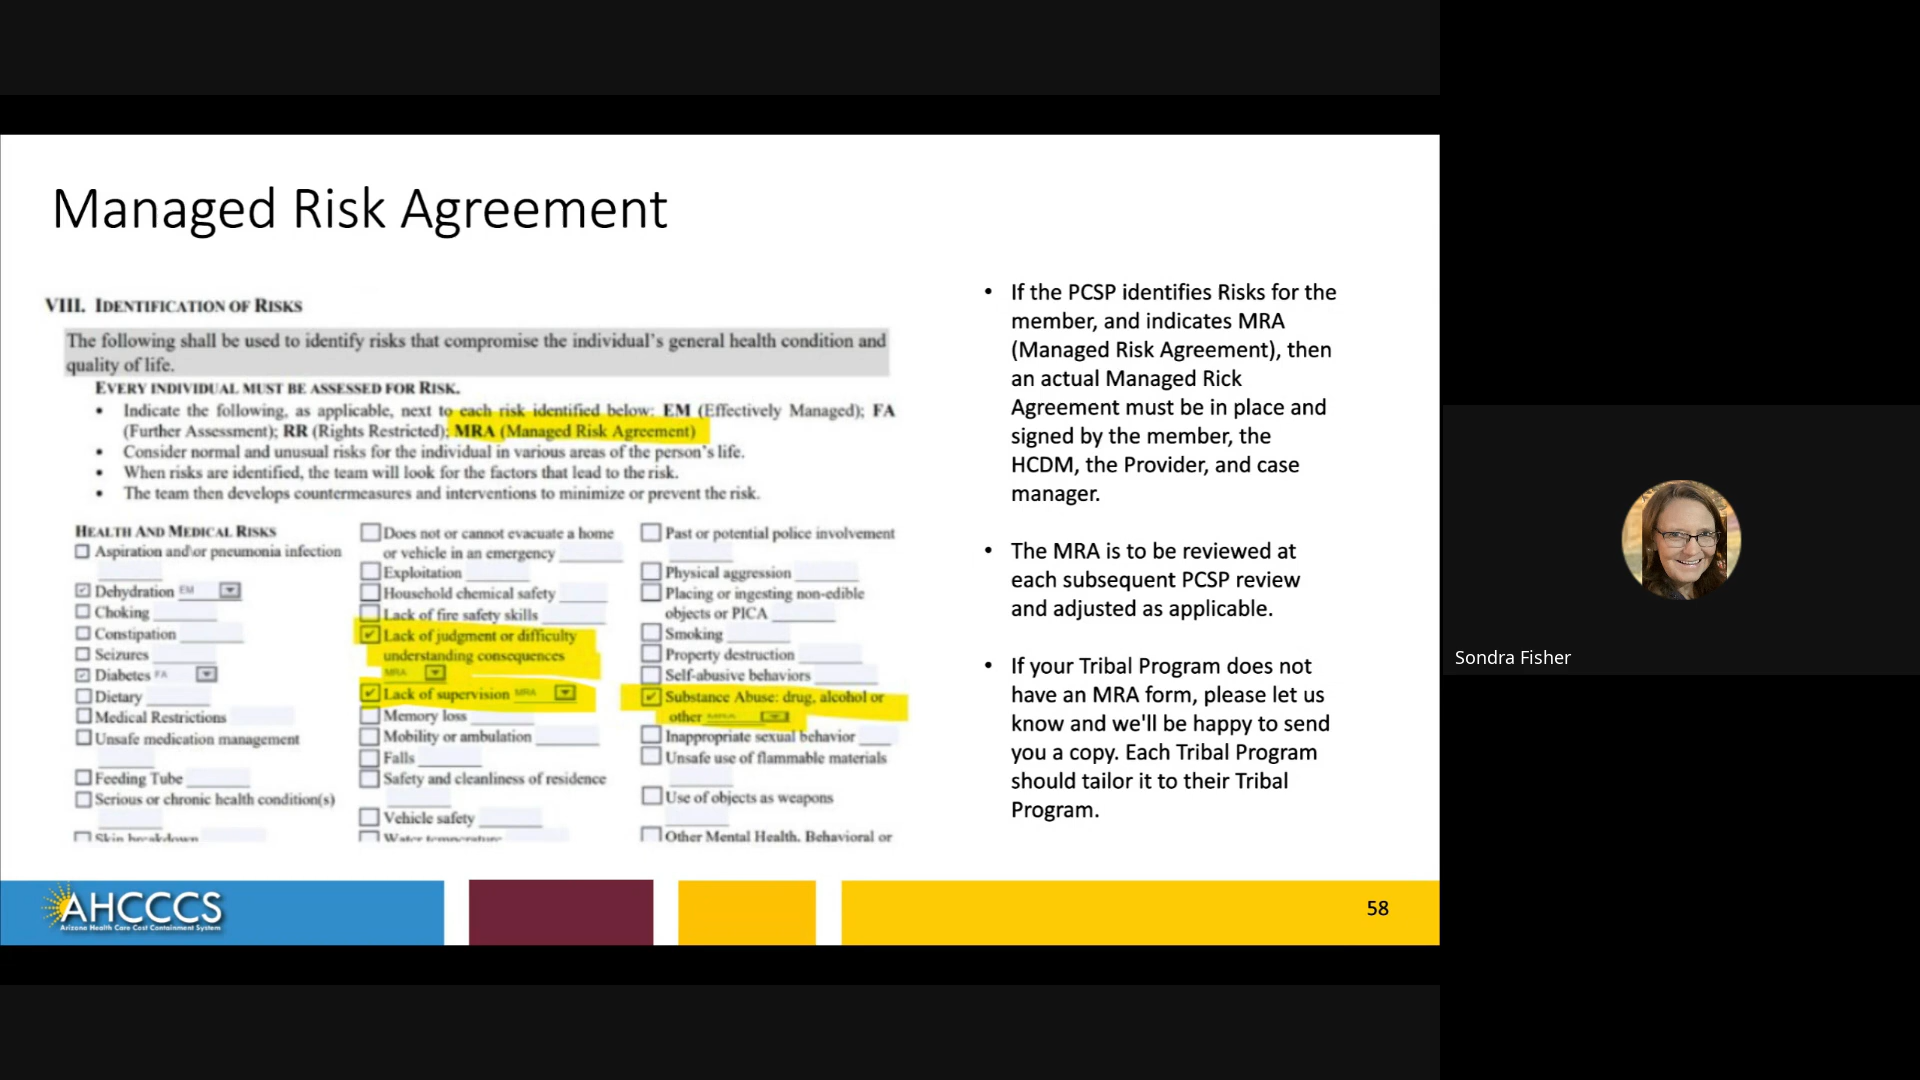 Managed Risk Agreement
VIII. IDENTIFICATION OF RISKS
The following shall be used to identify risks that compromise the individual's general health condition and
quality of life.
EVERY INDIVIDUAL MUST BE ASSESSED FOR RISK.
• Indicate the following, as applicable, next to each risk identified below: EM (Effectively Managed); FA
(Further Assessment); RR (Rights Restricted); MRA (Managed Risk Agreement)
• Consider normal and unusual risks for the individual in various areas of the person's life.
• When risks are identified, the team will look for the factors that lead to the risk.
• The team then develops countermeasures and interventions to minimize or prevent the risk.
HEALTH AND MEDICAL RISKS
Aspiration and/or pneumonia infection
Dehydration EM
Choking
Constipation
Seizures
Diabetes FA
Dietary
Medical Restrictions
Unsafe medication management
Feeding Tube
Serious or chronic health condition(s)
Skin breakdown
Does not or cannot evacuate a home
or vehicle in an emergency
Exploitation
Household chemical safety
Lack of fire safety skills
Lack of judgment or difficulty
understanding consequences
MRA
Lack of supervision MRA
Memory loss
Mobility or ambulation
Falls
Safety and cleanliness of residence
Vehicle safety
Water temperature
Past or potential police involvement
Physical aggression
Placing or ingesting non-edible
objects or PICA
Smoking
Property destruction
Self-abusive behaviors
Substance Abuse: drug, alcohol or
other MRA
Inappropriate sexual behavior
Unsafe use of flammable materials
Use of objects as weapons
Other Mental Health, Behavioral or
• If the PCSP identifies Risks for the
member, and indicates MRA
(Managed Risk Agreement), then
an actual Managed Rick
Agreement must be in place and
signed by the member, the
HCDM, the Provider, and case
manager.
• The MRA is to be reviewed at
each subsequent PCSP review
and adjusted as applicable.
• If your Tribal Program does not
have an MRA form, please let us
know and we'll be happy to send
you a copy. Each Tribal Program
should tailor it to their Tribal
Program.
AHCCCS
Arizona Health Care Cost Containment System
58
Sondra Fisher